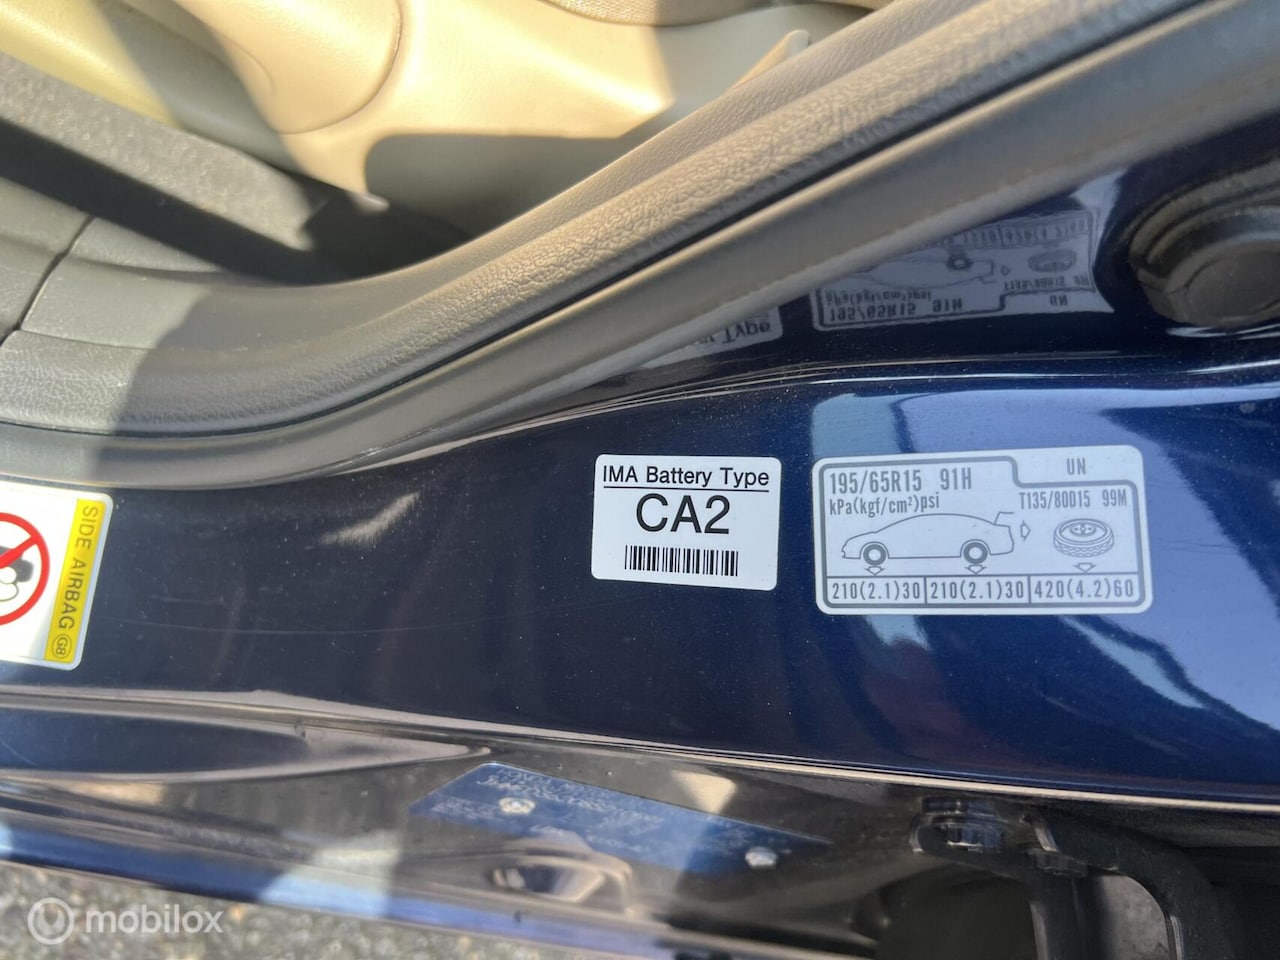 SIDE AIRBAG
GB
IMA Battery Type
CA2
195/65R15 91H
kPa(kgf/cm²)psi
UN
T135/80D15 99M
210(2.1)30
210(2.1)30
420(4.2)60
mobilox